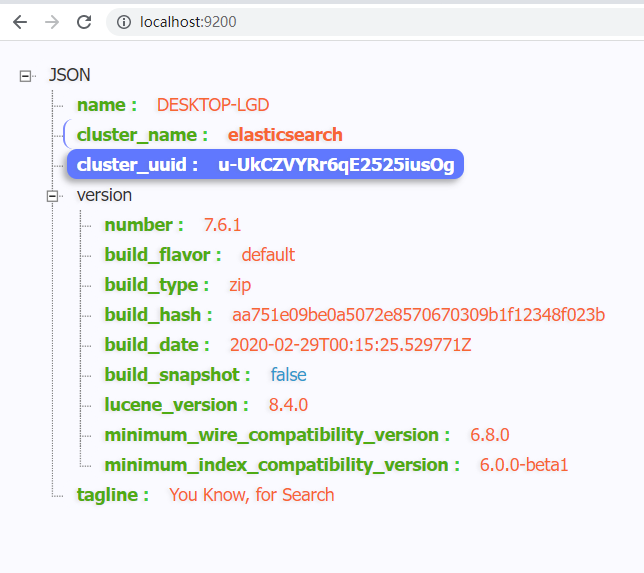 localhost:9200
JSON
name : DESKTOP-LGD
cluster_name : elasticsearch
cluster_uuid : u-UkCZVYRr6qE2525iusOg
version
number : 7.6.1
build_flavor : default
build_type : zip
build_hash : aa751e09be0a5072e8570670309b1f12348f023b
build_date : 2020-02-29T00:15:25.529771Z
build_snapshot : false
lucene_version : 8.4.0
minimum_wire_compatibility_version : 6.8.0
minimum_index_compatibility_version : 6.0.0-beta1
tagline : You Know, for Search